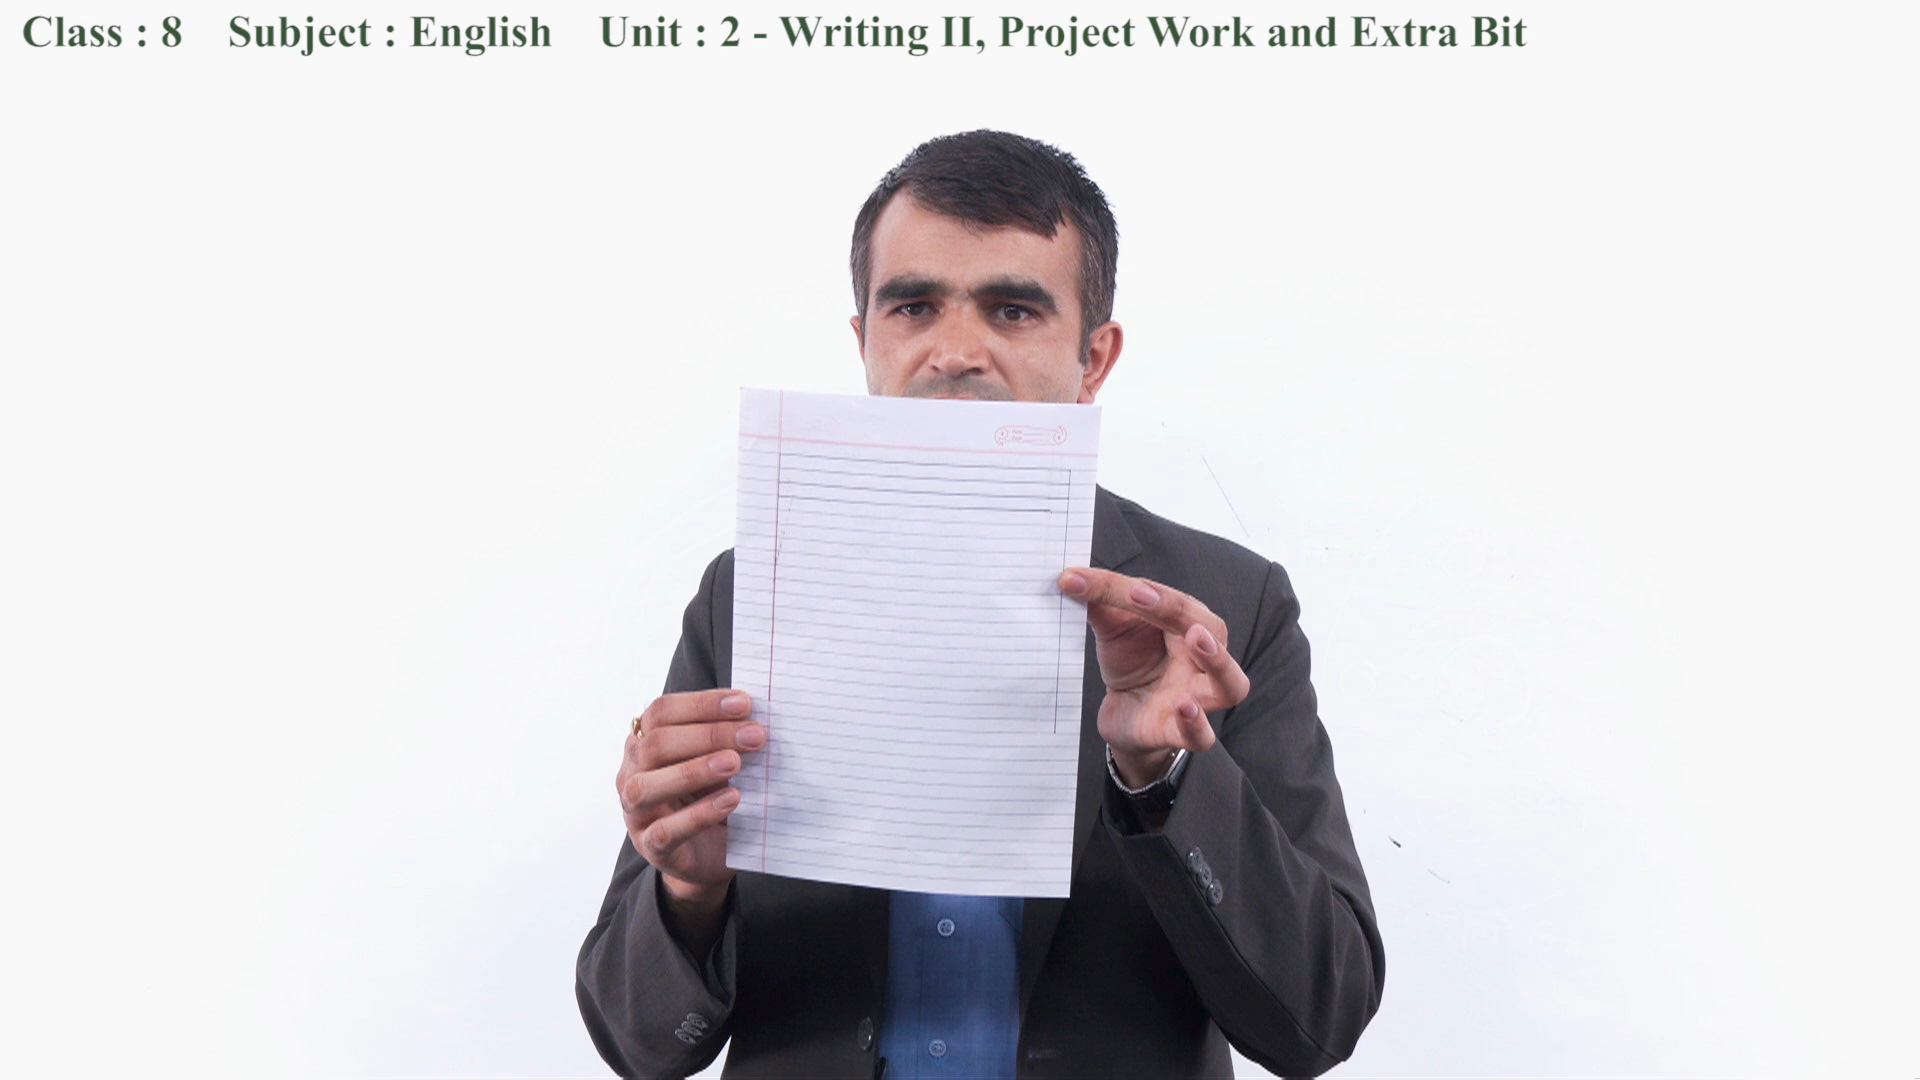 Class : 8    Subject : English    Unit : 2 - Writing II, Project Work and Extra Bit